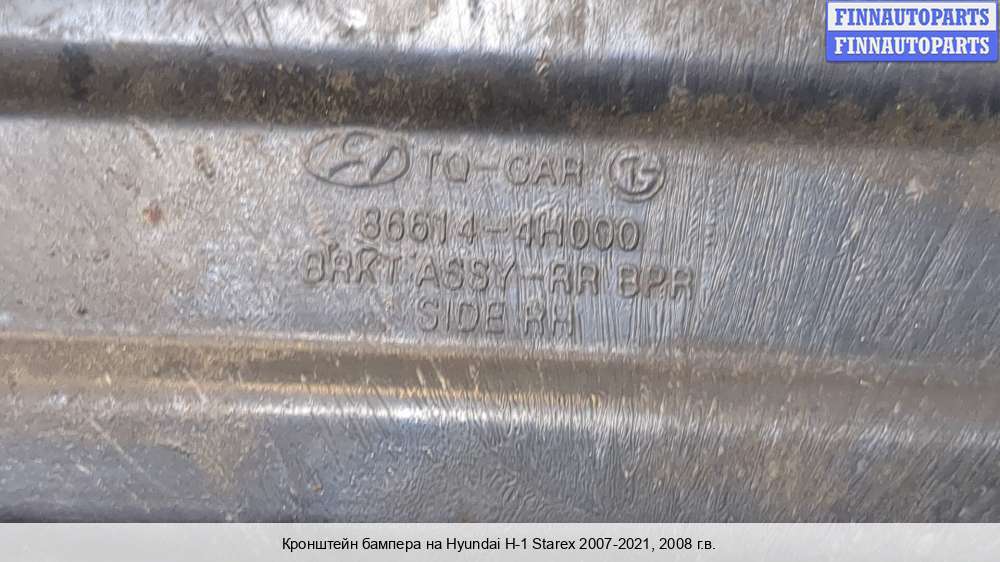 FINNAUTOPARTS
FINNAUTOPARTS
TQ-CAR
86614-4H000
BRKT ASSY-RR BPR
SIDE RH
Кронштейн бампера на Hyundai H-1 Starex 2007-2021, 2008 г.в.